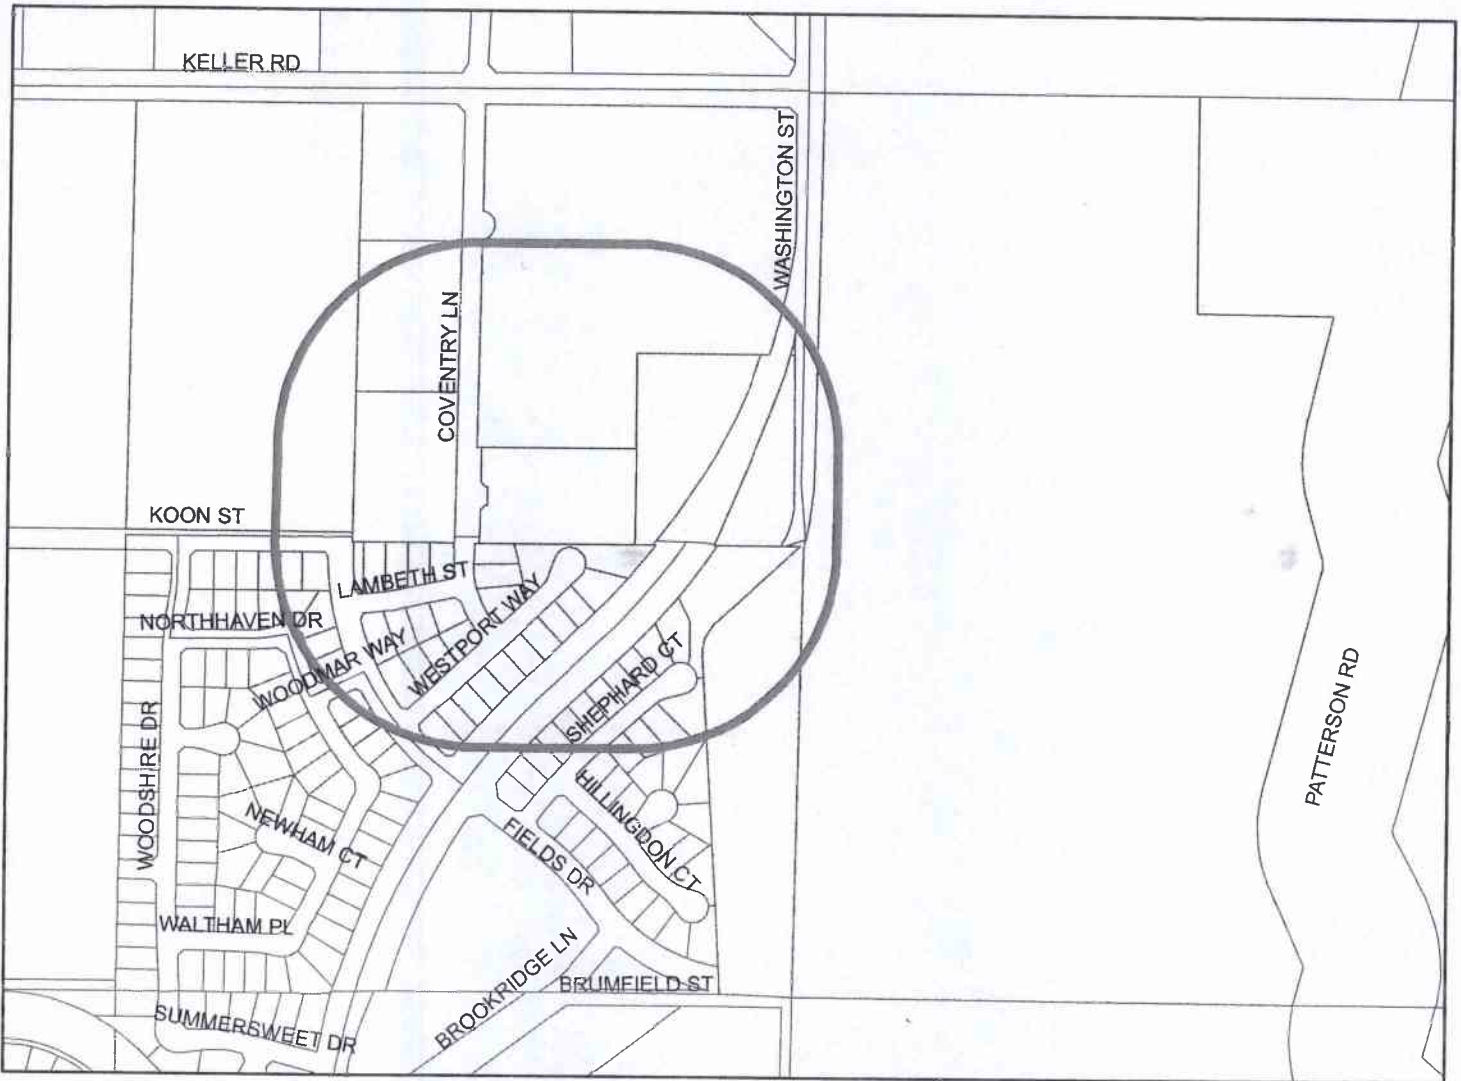 KELLER RD
WASHINGTON ST
COVENTRY LN
KOON ST
LAMBETH ST
NORTHHAVEN DR
WESTPORT WAY
WOODMAR WAY
SHEPHARD CT
WOODSHIRE DR
PATTERSON RD
HILLINGDON CT
NEWHAM CT
FIELDS DR
WALTHAM PL
BROOKRIDGE LN
BRUMFIELD ST
SUMMERSWEET DR